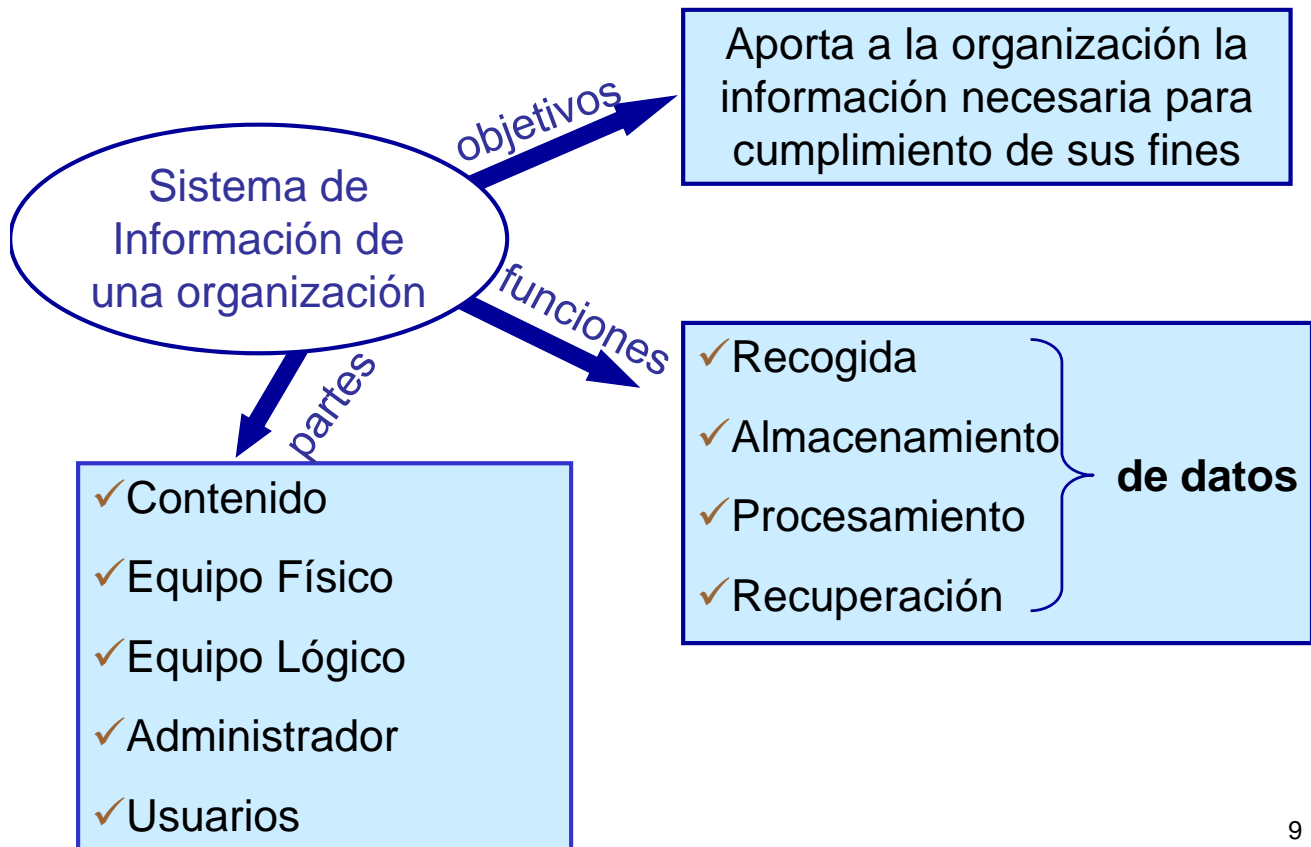 Sistema de
Información de
una organización
objetivos
Aporta a la organización la
información necesaria para
cumplimiento de sus fines
funciones
✓Recogida
✓Almacenamiento
✓Procesamiento
✓Recuperación
de datos
partes
✓Contenido
✓Equipo Físico
✓Equipo Lógico
✓Administrador
✓Usuarios
9